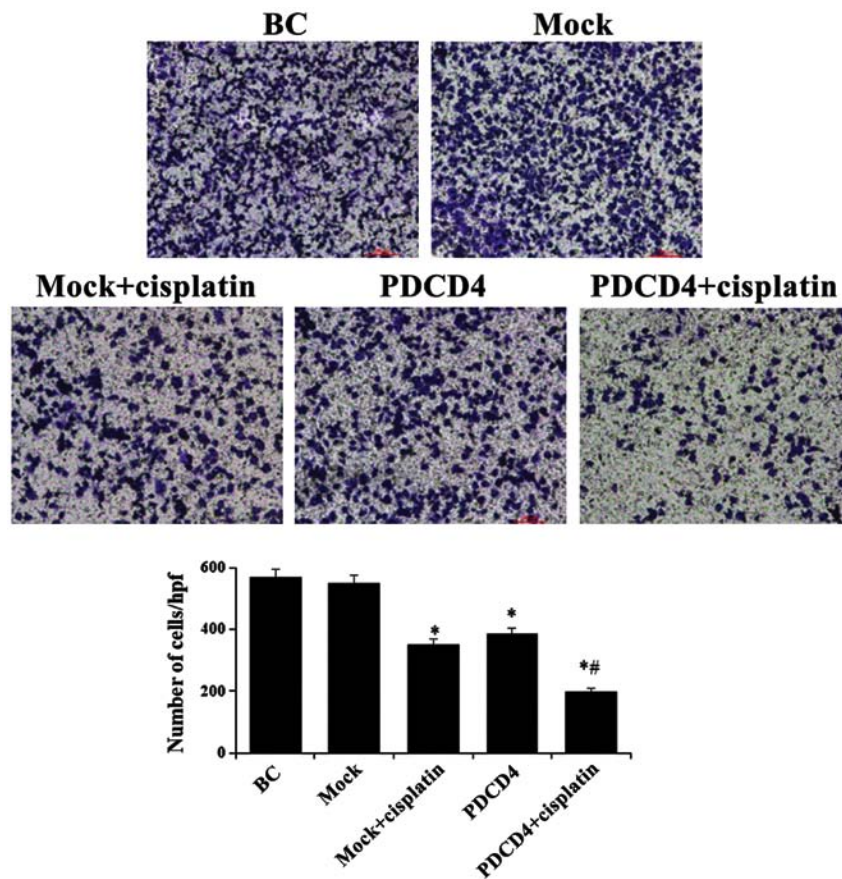 BC Mock
Mock+cisplatin PDCD4 PDCD4+cisplatin
Number of cells/hpf
600
400
200
0
*
*
*#
BC
Mock
Mock+cisplatin
PDCD4
PDCD4+cisplatin